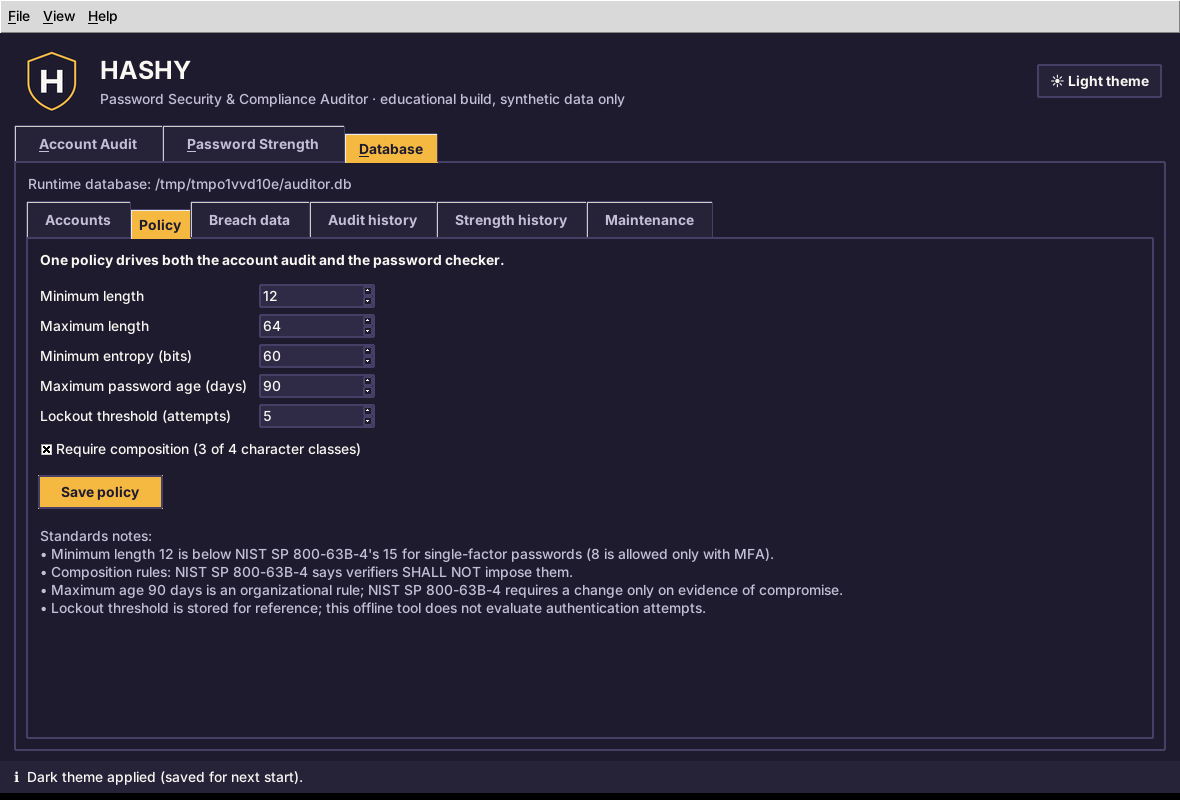 File View Help
H
HASHY
Password Security & Compliance Auditor · educational build, synthetic data only
☀ Light theme
Account Audit Password Strength Database
Runtime database: /tmp/tmpo1vvd10e/auditor.db
Accounts Policy Breach data Audit history Strength history Maintenance
One policy drives both the account audit and the password checker.
Minimum length 12
Maximum length 64
Minimum entropy (bits) 60
Maximum password age (days) 90
Lockout threshold (attempts) 5
Require composition (3 of 4 character classes)
Save policy
Standards notes:
• Minimum length 12 is below NIST SP 800-63B-4's 15 for single-factor passwords (8 is allowed only with MFA).
• Composition rules: NIST SP 800-63B-4 says verifiers SHALL NOT impose them.
• Maximum age 90 days is an organizational rule; NIST SP 800-63B-4 requires a change only on evidence of compromise.
• Lockout threshold is stored for reference; this offline tool does not evaluate authentication attempts.
ℹ Dark theme applied (saved for next start).